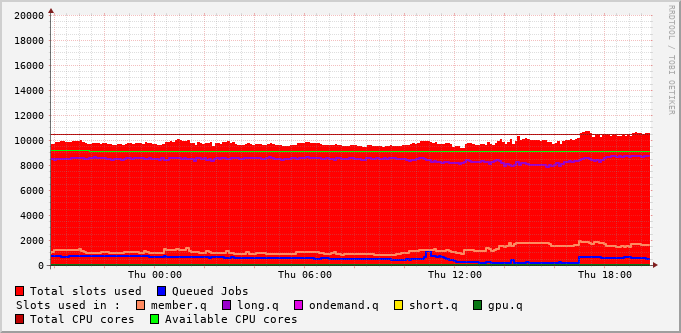 20000
18000
16000
14000
12000
10000
8000
6000
4000
2000
0
Thu 00:00 Thu 06:00 Thu 12:00 Thu 18:00
RRDTOOL / TOBI OETIKER
Total slots used Queued Jobs
Slots used in : member.q long.q ondemand.q short.q gpu.q
Total CPU cores Available CPU cores